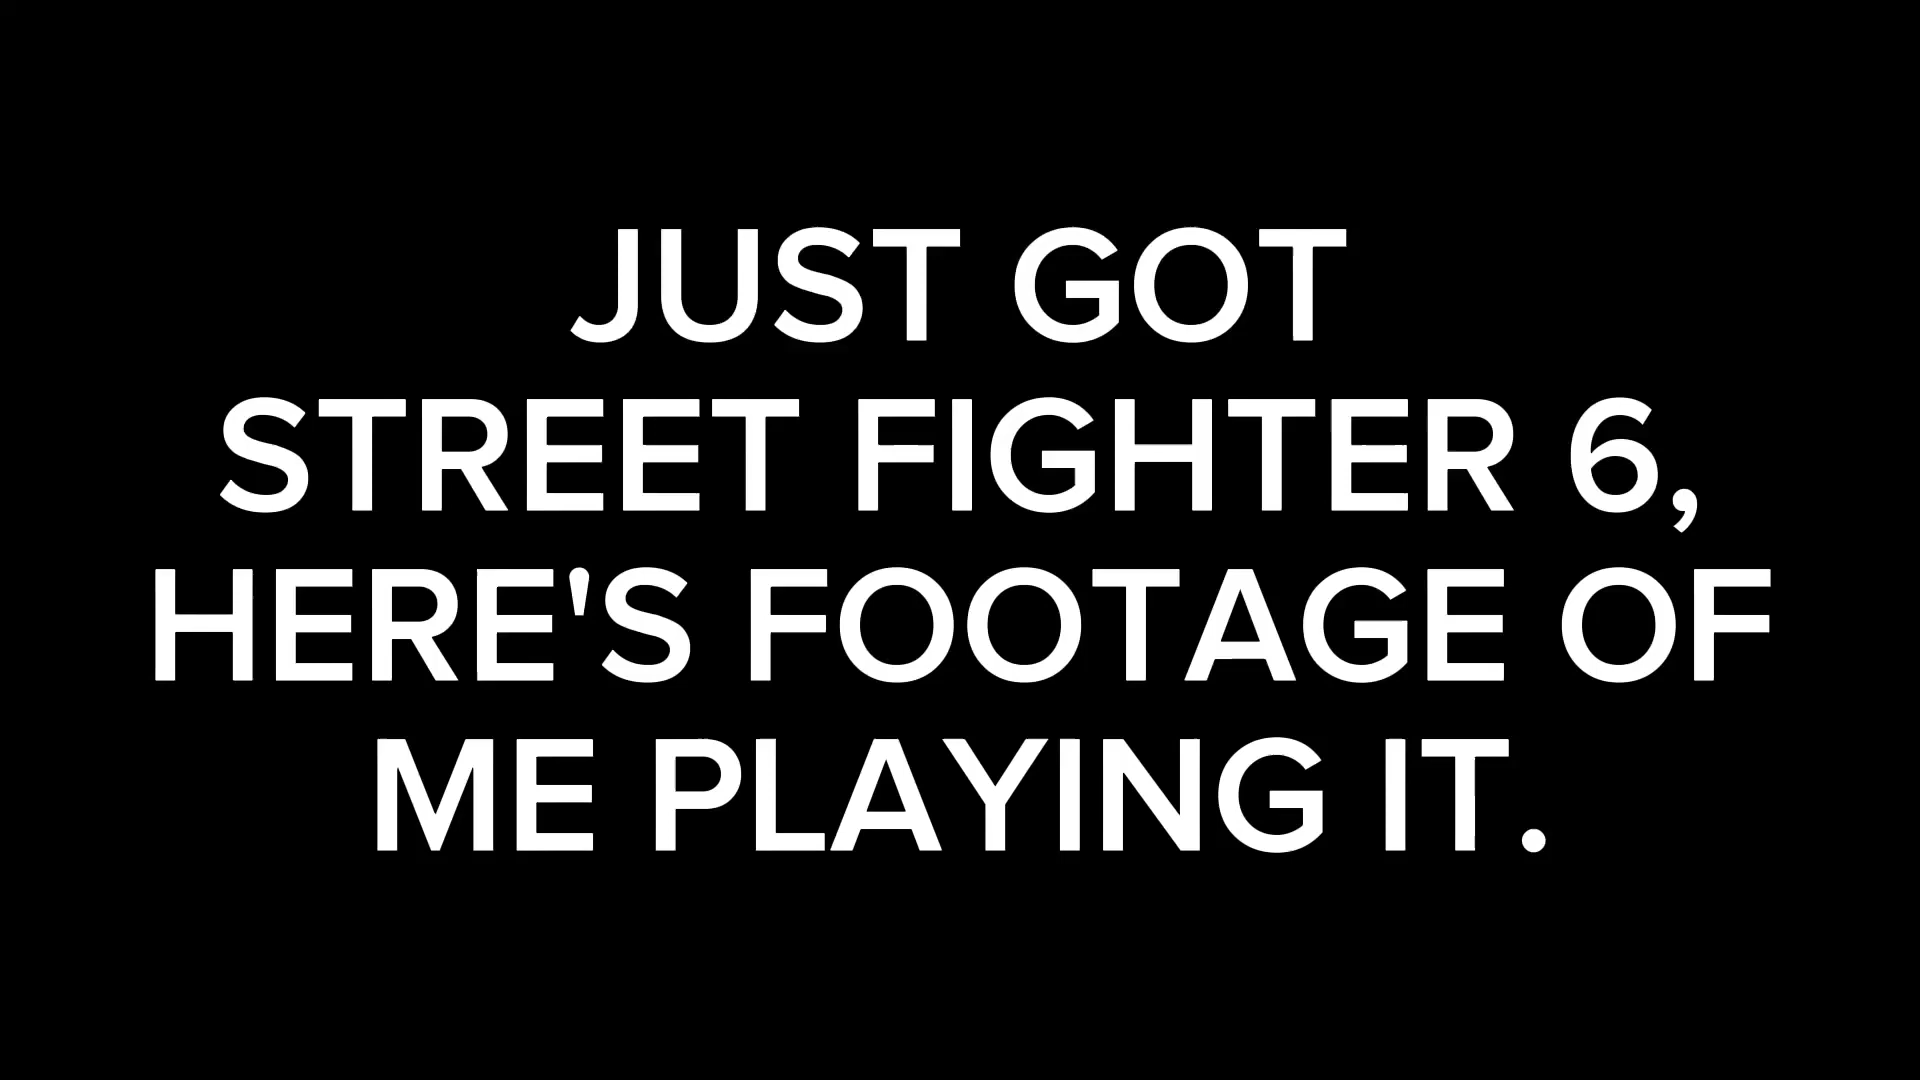 JUST GOT
STREET FIGHTER 6,
HERE'S FOOTAGE OF
ME PLAYING IT.